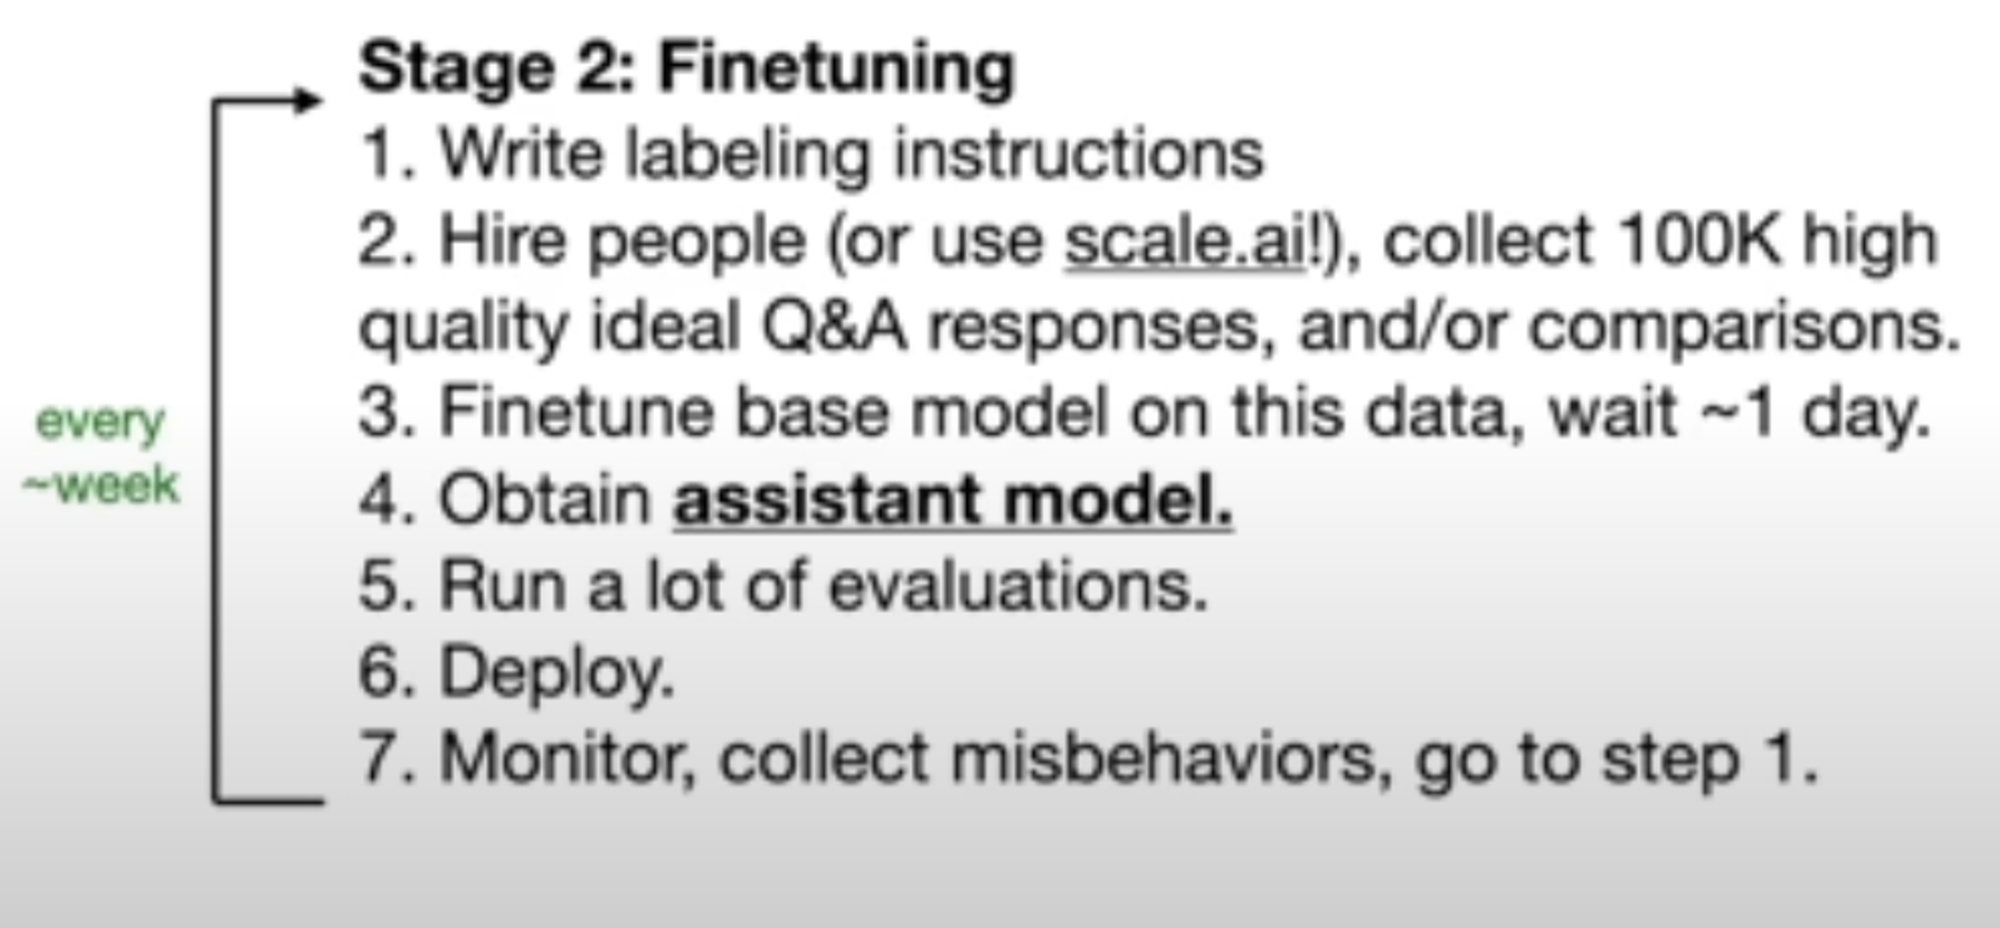 Stage 2: Finetuning
1. Write labeling instructions
2. Hire people (or use scale.ai!), collect 100K high
quality ideal Q&A responses, and/or comparisons.
3. Finetune base model on this data, wait ~1 day.
4. Obtain assistant model.
5. Run a lot of evaluations.
6. Deploy.
7. Monitor, collect misbehaviors, go to step 1.
every
~week